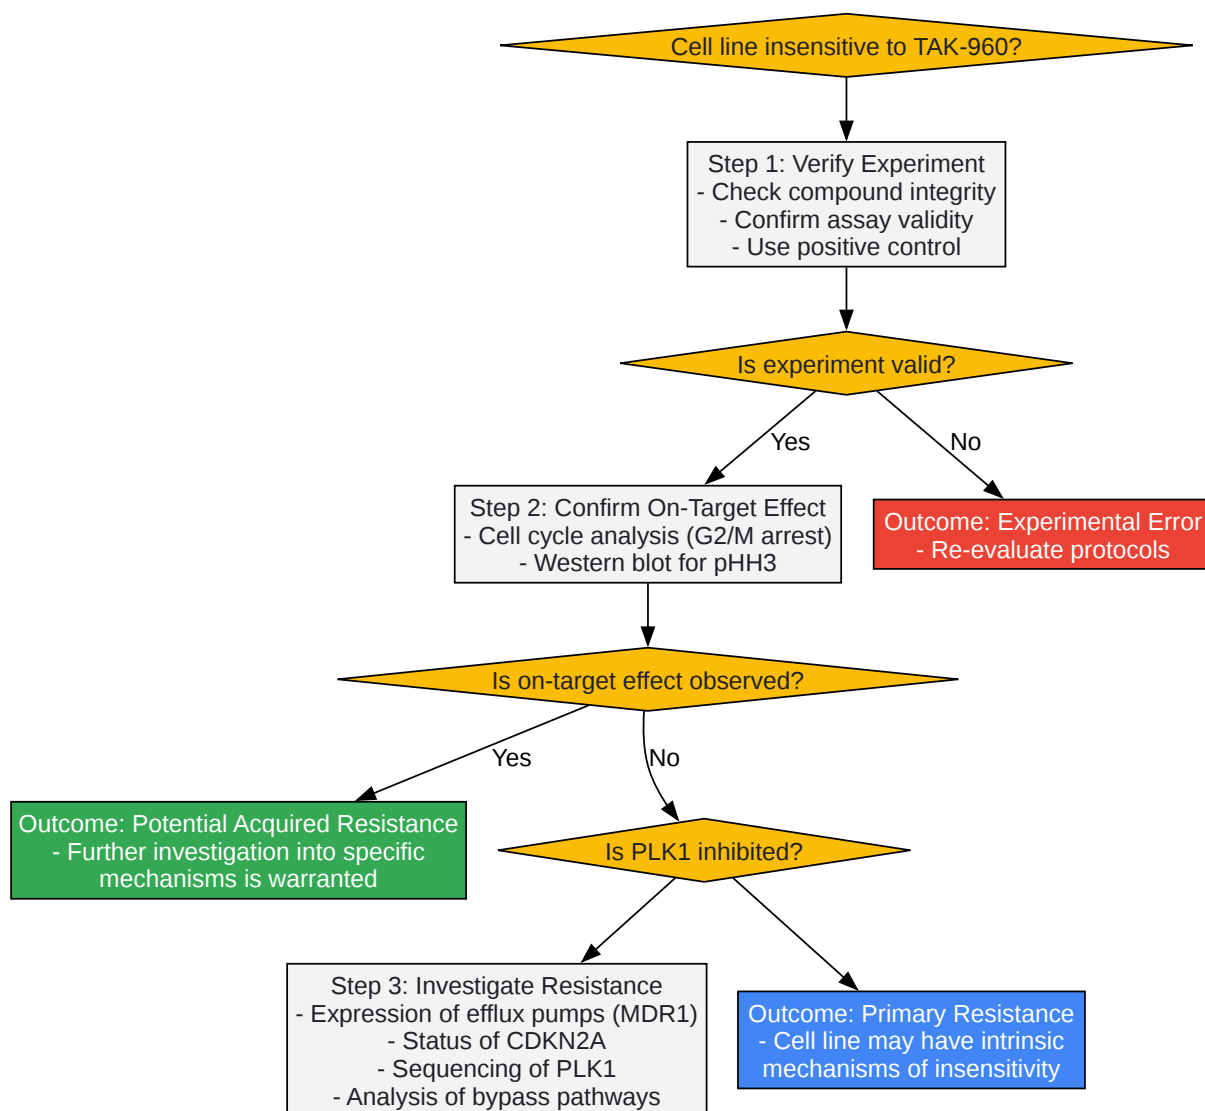 Cell line insensitive to TAK-960?
Step 1: Verify Experiment
- Check compound integrity
- Confirm assay validity
- Use positive control
Is experiment valid?
Yes
No
Step 2: Confirm On-Target Effect
- Cell cycle analysis (G2/M arrest)
- Western blot for pHH3
Outcome: Experimental Error
- Re-evaluate protocols
Is on-target effect observed?
Yes
No
Outcome: Potential Acquired Resistance
- Further investigation into specific
mechanisms is warranted
Is PLK1 inhibited?
Step 3: Investigate Resistance
- Expression of efflux pumps (MDR1)
- Status of CDKN2A
- Sequencing of PLK1
- Analysis of bypass pathways
Outcome: Primary Resistance
- Cell line may have intrinsic
mechanisms of insensitivity